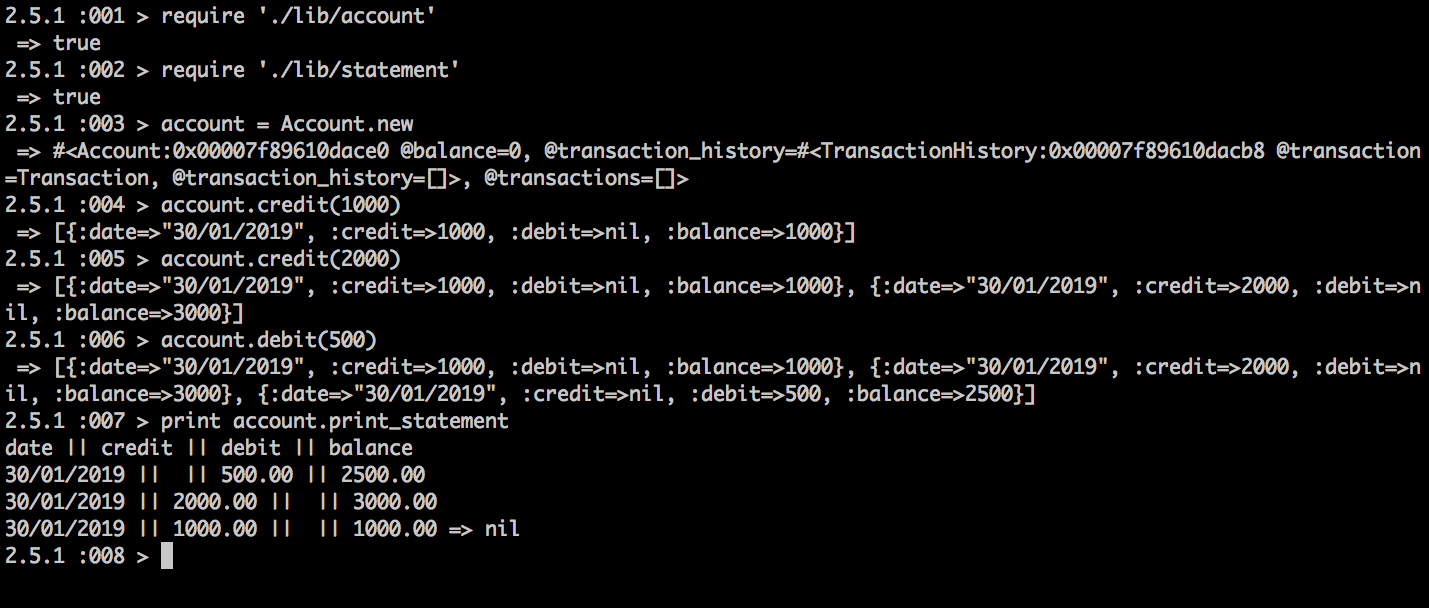 2.5.1 :001 > require './lib/account'
 => true
2.5.1 :002 > require './lib/statement'
 => true
2.5.1 :003 > account = Account.new
 => #<Account:0x00007f89610dace0 @balance=0, @transaction_history=#<TransactionHistory:0x00007f89610dacb8 @transaction
=Transaction, @transaction_history=[]>, @transactions=[]>
2.5.1 :004 > account.credit(1000)
 => [{:date=>"30/01/2019", :credit=>1000, :debit=>nil, :balance=>1000}]
2.5.1 :005 > account.credit(2000)
 => [{:date=>"30/01/2019", :credit=>1000, :debit=>nil, :balance=>1000}, {:date=>"30/01/2019", :credit=>2000, :debit=>n
il, :balance=>3000}]
2.5.1 :006 > account.debit(500)
 => [{:date=>"30/01/2019", :credit=>1000, :debit=>nil, :balance=>1000}, {:date=>"30/01/2019", :credit=>2000, :debit=>n
il, :balance=>3000}, {:date=>"30/01/2019", :credit=>nil, :debit=>500, :balance=>2500}]
2.5.1 :007 > print account.print_statement
date || credit || debit || balance
30/01/2019 ||  || 500.00 || 2500.00
30/01/2019 || 2000.00 ||  || 3000.00
30/01/2019 || 1000.00 ||  || 1000.00 => nil
2.5.1 :008 >